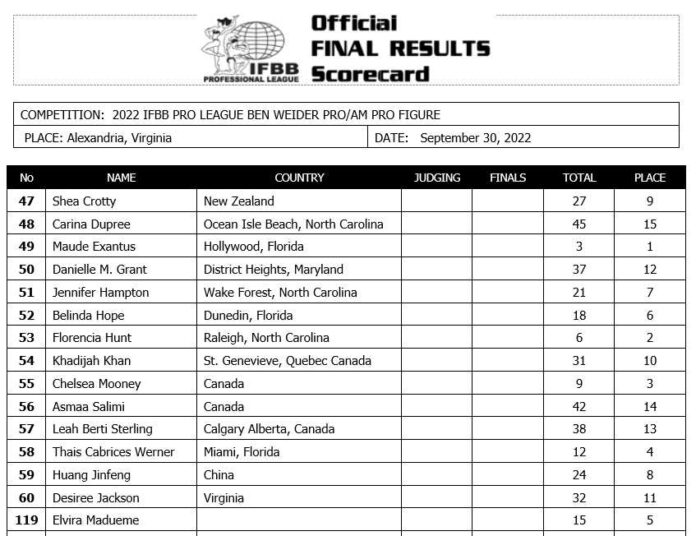 Official
FINAL RESULTS
Scorecard
IFBB
PROFESSIONAL LEAGUE
COMPETITION: 2022 IFBB PRO LEAGUE BEN WEIDER PRO/AM PRO FIGURE
PLACE: Alexandria, Virginia DATE: September 30, 2022
No NAME COUNTRY JUDGING FINALS TOTAL PLACE
47 Shea Crotty New Zealand 27 9
48 Carina Dupree Ocean Isle Beach, North Carolina 45 15
49 Maude Exantus Hollywood, Florida 3 1
50 Danielle M. Grant District Heights, Maryland 37 12
51 Jennifer Hampton Wake Forest, North Carolina 21 7
52 Belinda Hope Dunedin, Florida 18 6
53 Florencia Hunt Raleigh, North Carolina 6 2
54 Khadijah Khan St. Genevieve, Quebec Canada 31 10
55 Chelsea Mooney Canada 9 3
56 Asmaa Salimi Canada 42 14
57 Leah Berti Sterling Calgary Alberta, Canada 38 13
58 Thais Cabrices Werner Miami, Florida 12 4
59 Huang Jinfeng China 24 8
60 Desiree Jackson Virginia 32 11
119 Elvira Madueme 15 5